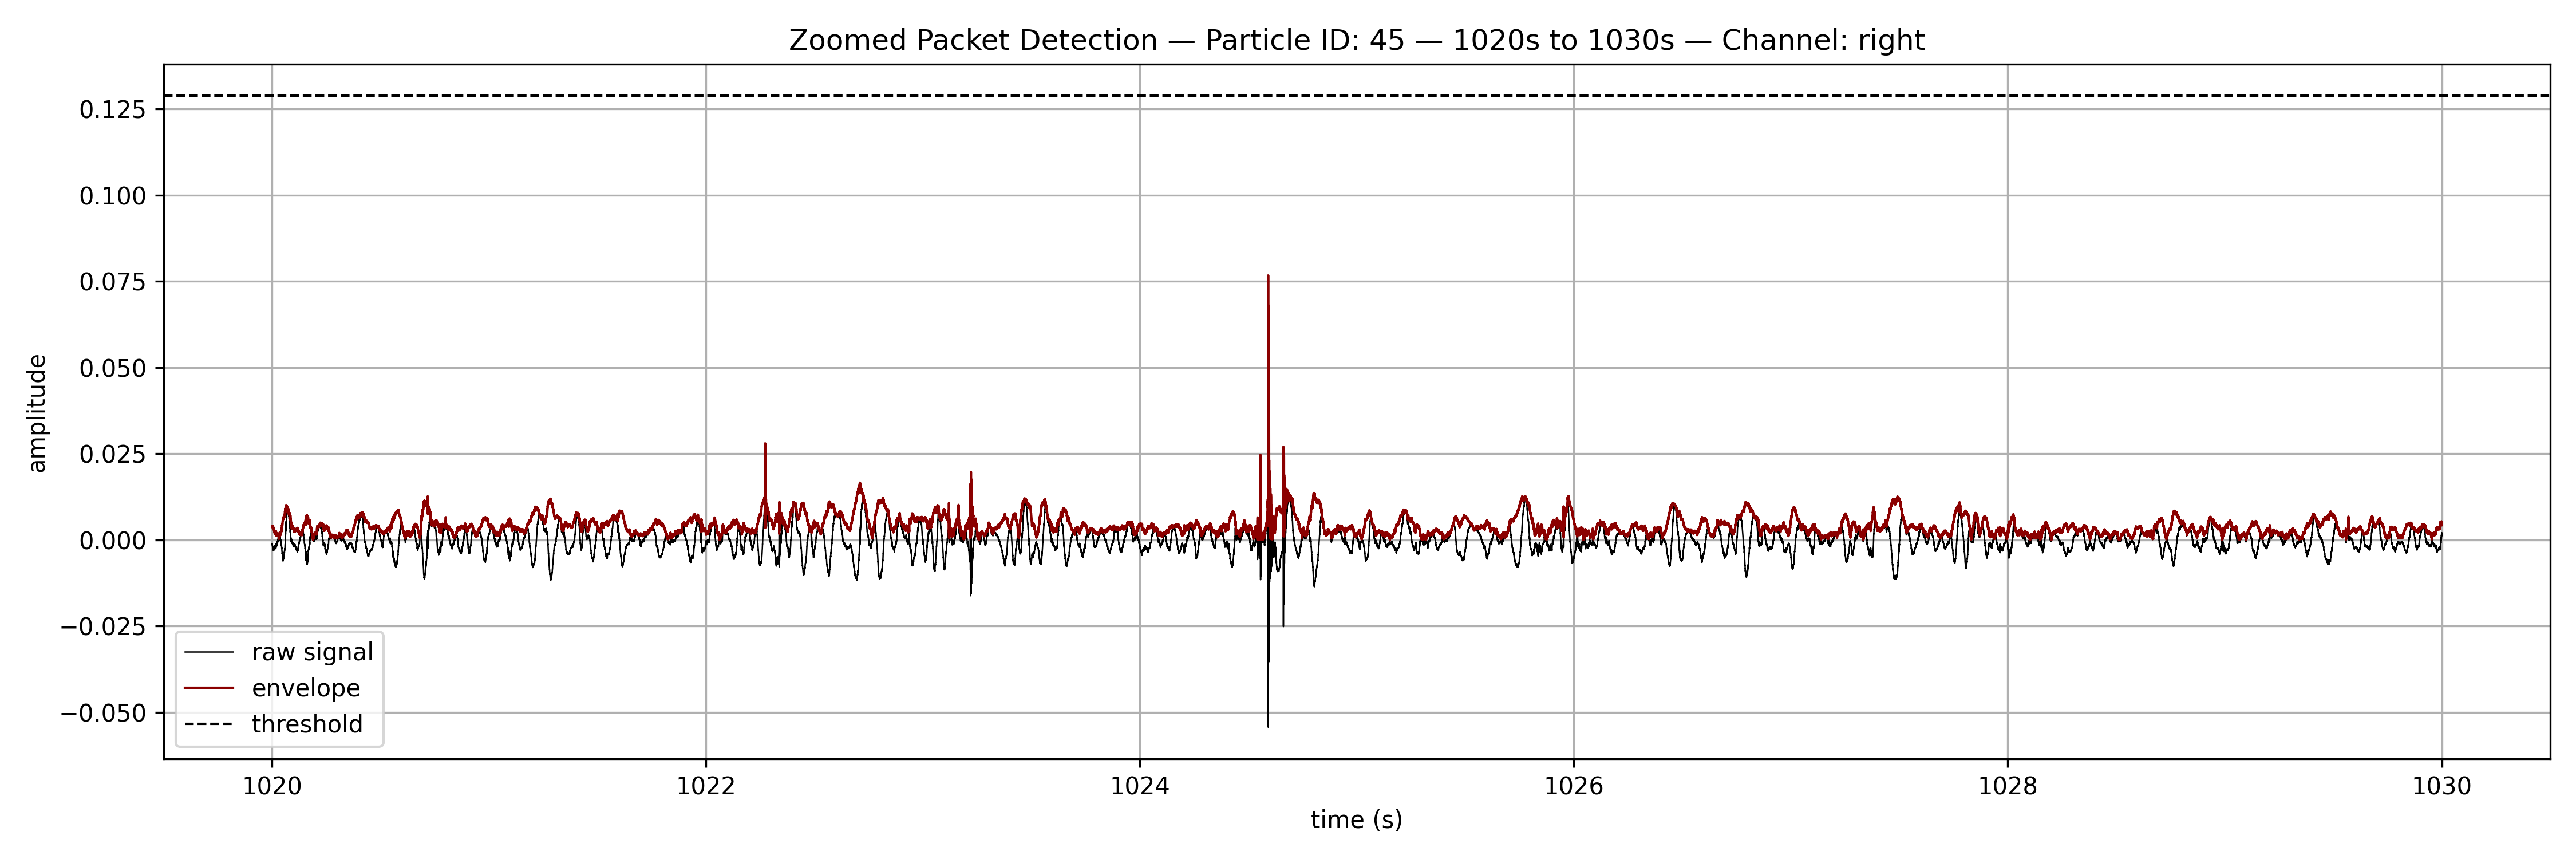 Zoomed Packet Detection — Particle ID: 45 — 1020s to 1030s — Channel: right
amplitude
0.125
0.100
0.075
0.050
0.025
0.000
−0.025
−0.050
raw signal
envelope
threshold
1020 1022 1024 1026 1028 1030
time (s)